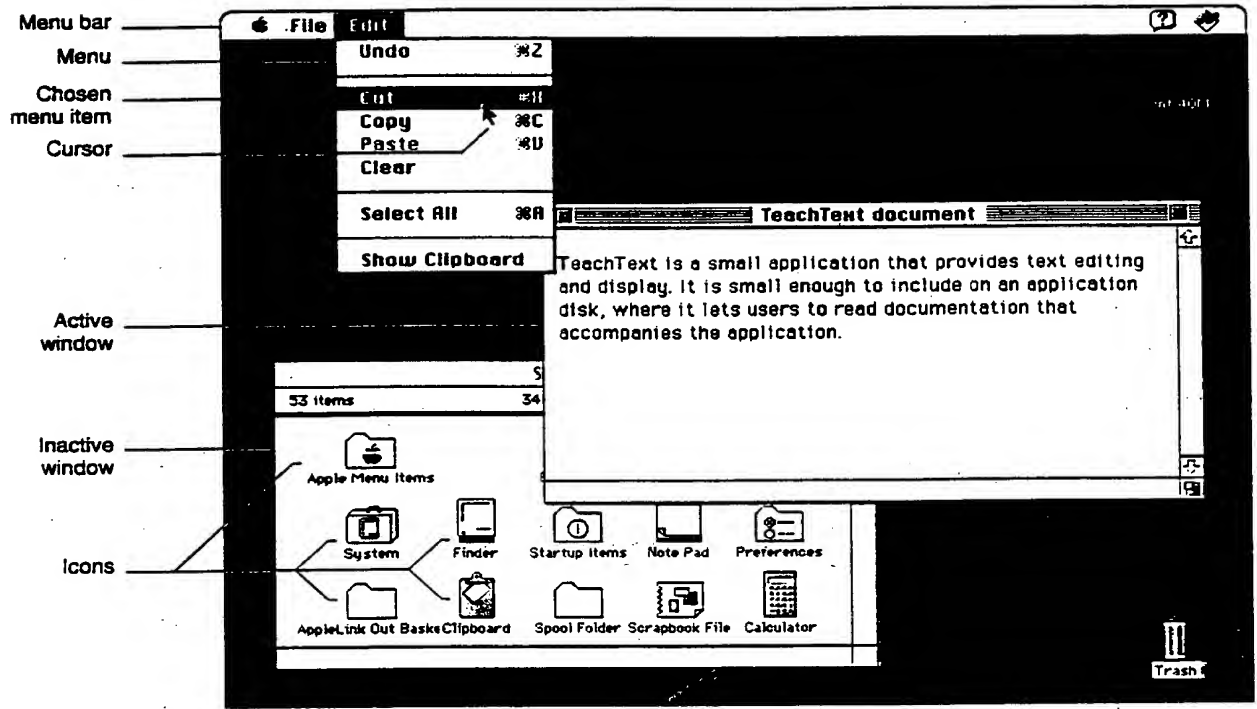 Menu bar
Menu
Chosen
menu item
Cursor
Active
window
Inactive
window
Icons
File Edit
Undo ⌘Z
Cut ⌘X
Copy ⌘C
Paste ⌘V
Clear
Select All ⌘A
Show Clipboard
TeachText document
TeachText is a small application that provides text editing
and display. It is small enough to include on an application
disk, where it lets users to read documentation that
accompanies the application.
S
53 items 34
Apple Menu Items
System Finder Startup Items Note Pad Preferences
AppleLink Out Baske Clipboard Spool Folder Scrapbook File Calculator
Trash